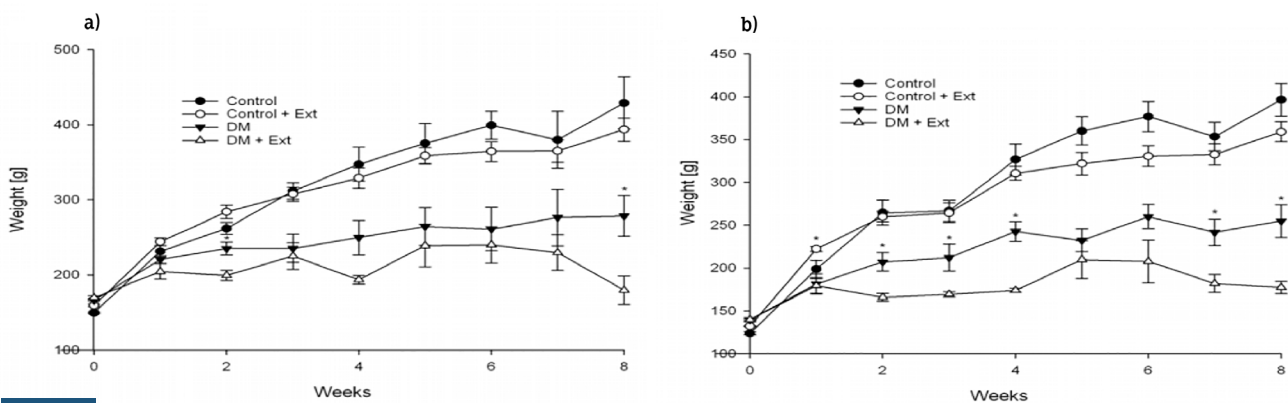 a)
500
400
300
200
100
Weight [g]
Control
Control + Ext
DM
DM + Ext
*
*
0
2
4
6
8
Weeks
b)
450
400
350
300
250
200
150
100
Weight [g]
Control
Control + Ext
DM
DM + Ext
*
*
*
*
*
*
0
2
4
6
8
Weeks